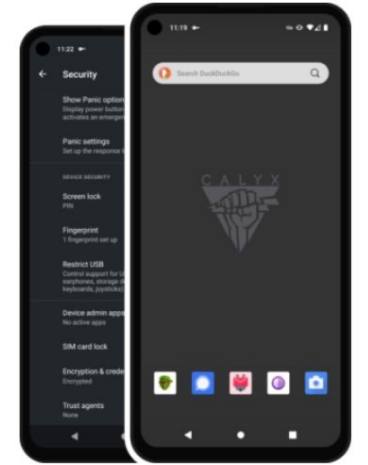 11:22
Security
Show Panic option
Display power button
activates an emergen
Panic settings
Set up the response
DEVICE SECURITY
Screen lock
PIN
Fingerprint
1 fingerprint set up
Restrict USB
Control support for U
earphones, storage d
keyboards, joysticks)
Device admin apps
No active apps
SIM card lock
Encryption & crede
Encrypted
Trust agents
None
11:19
Search DuckDuckGo
CALYX